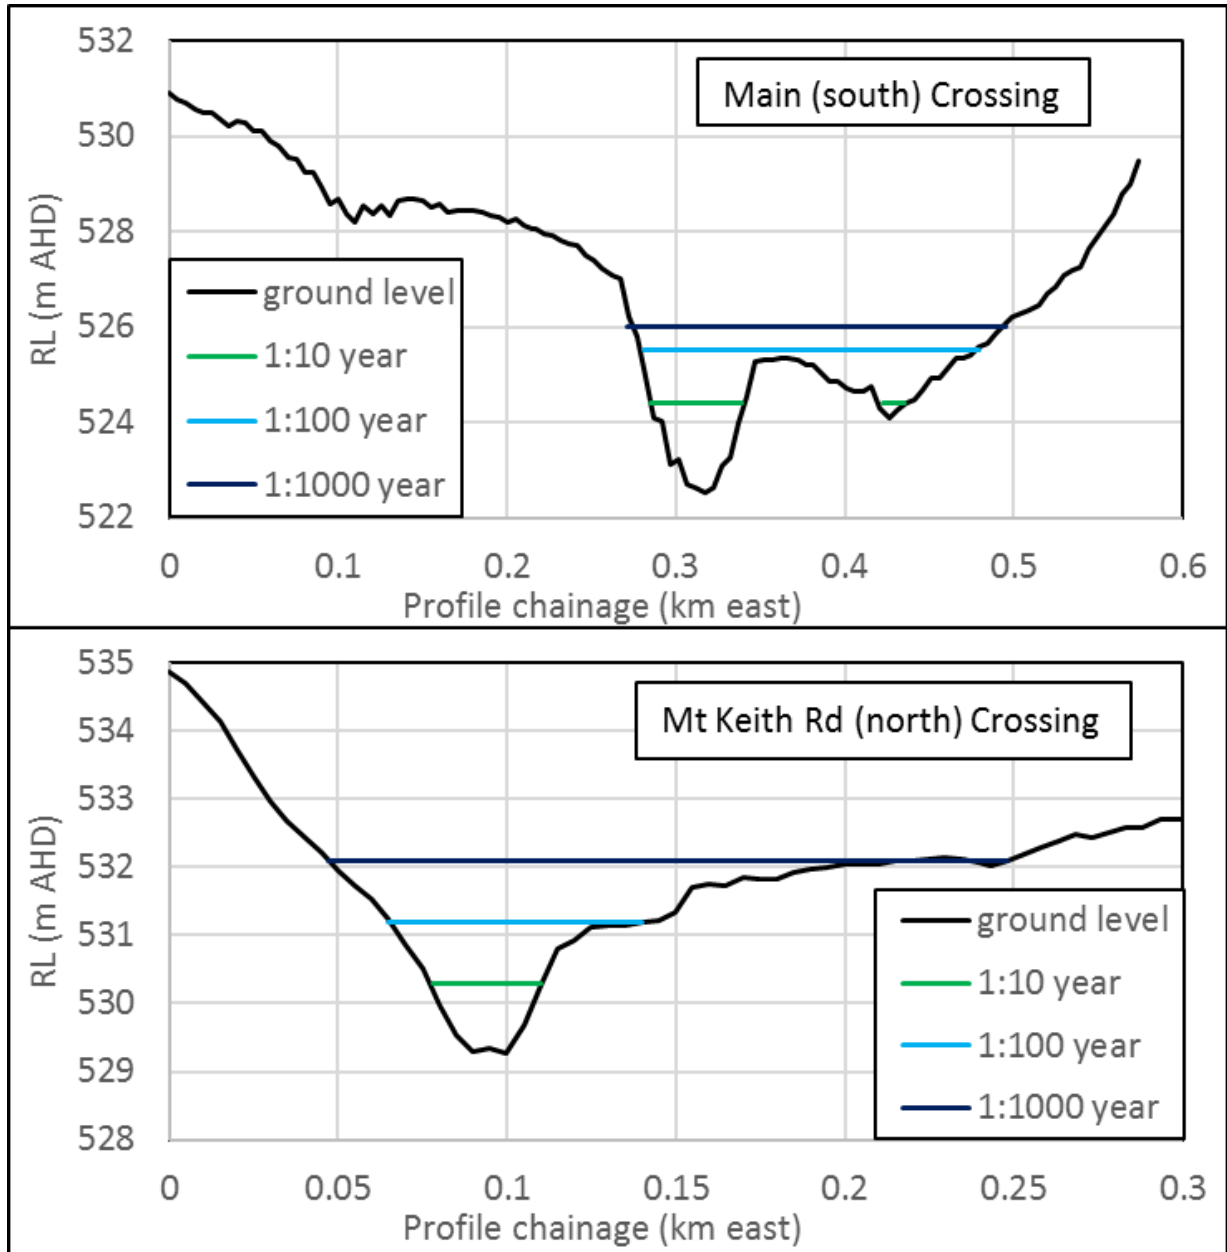 532
530
528
526
524
522
RL (m AHD)
Main (south) Crossing
ground level
1:10 year
1:100 year
1:1000 year
0 0.1 0.2 0.3 0.4 0.5 0.6
Profile chainage (km east)
535
534
533
532
531
530
529
528
RL (m AHD)
Mt Keith Rd (north) Crossing
ground level
1:10 year
1:100 year
1:1000 year
0 0.05 0.1 0.15 0.2 0.25 0.3
Profile chainage (km east)